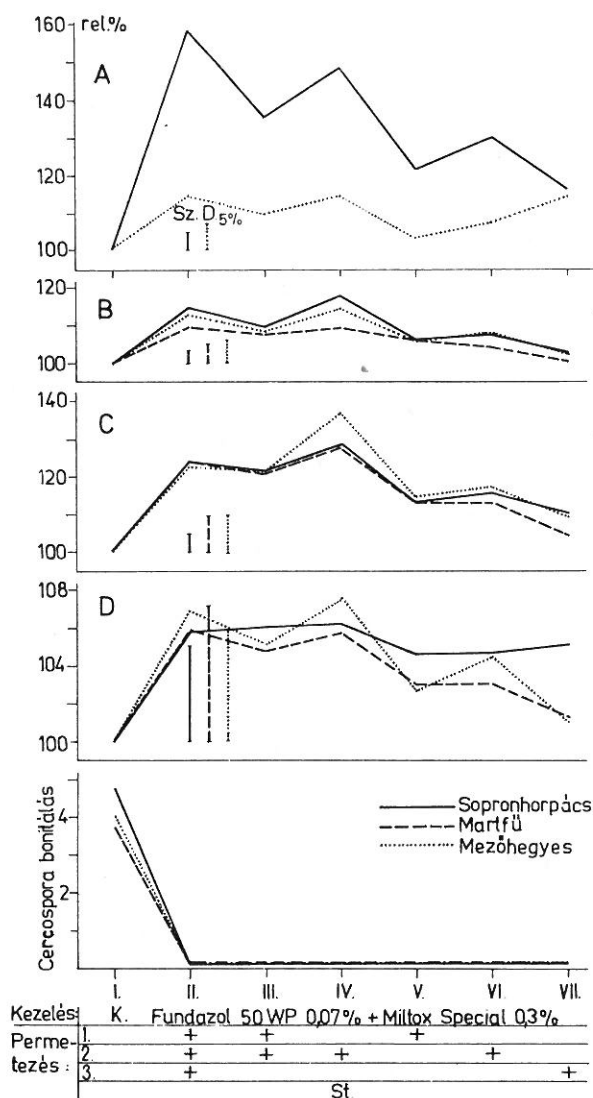 160 rel.%
A
140
120
Sz. D. 5%
100
B
120
100
C
140
120
100
D
108
104
100
Cercospora bonitálás
4
2
Sopronhorpács
Martfü
Mezőhegyes
I. II. III. IV. V. VI. VII.
Kezelés K. Fundazol 50 WP 0,07% + Miltox Special 0,3%
Perme-
tezés :
1. + + +
2. + + + +
3. + +
St.